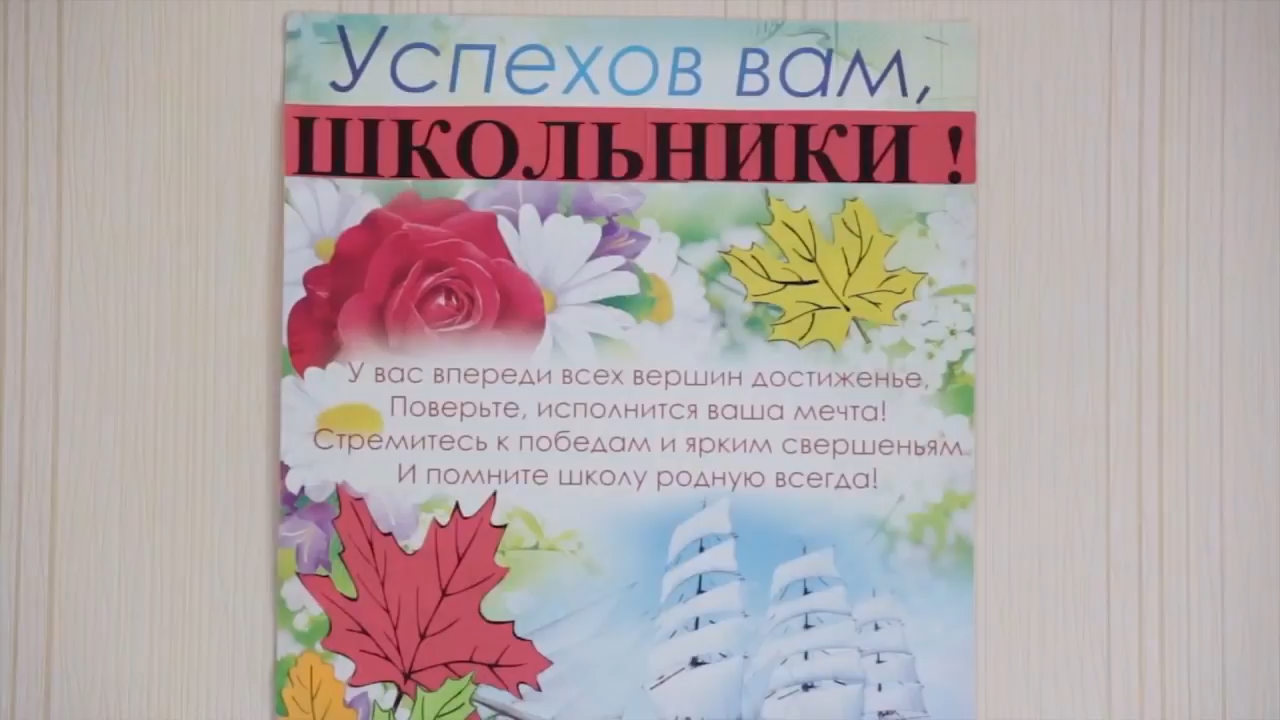 Успехов вам,
ШКОЛЬНИКИ !
У вас впереди всех вершин достиженье,
Поверьте, исполнится ваша мечта!
Стремитесь к победам и ярким свершеньям
И помните школу родную всегда!